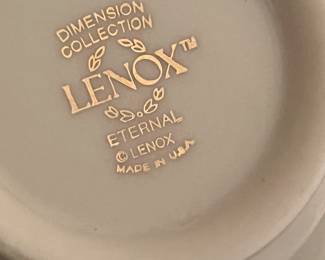 DIMENSION
COLLECTION
LENOX™
ETERNAL
© LENOX
MADE IN U.S.A.